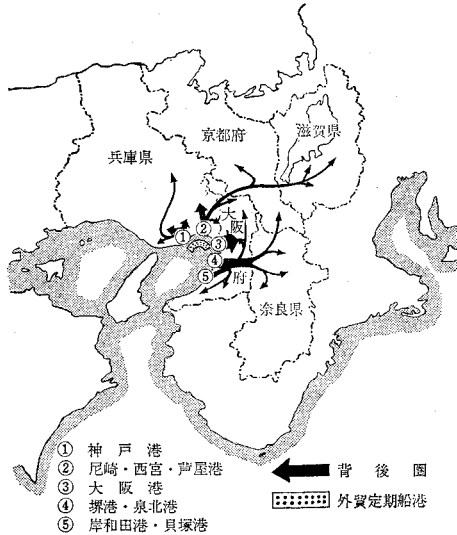 京都府
滋賀県
兵庫県
大
阪
府
①
②
③
④
⑤
奈良県
① 神戸港
② 尼崎・西宮・芦屋港
③ 大阪港
④ 堺港・泉北港
⑤ 岸和田港・貝塚港
背後圏
外貿定期船港